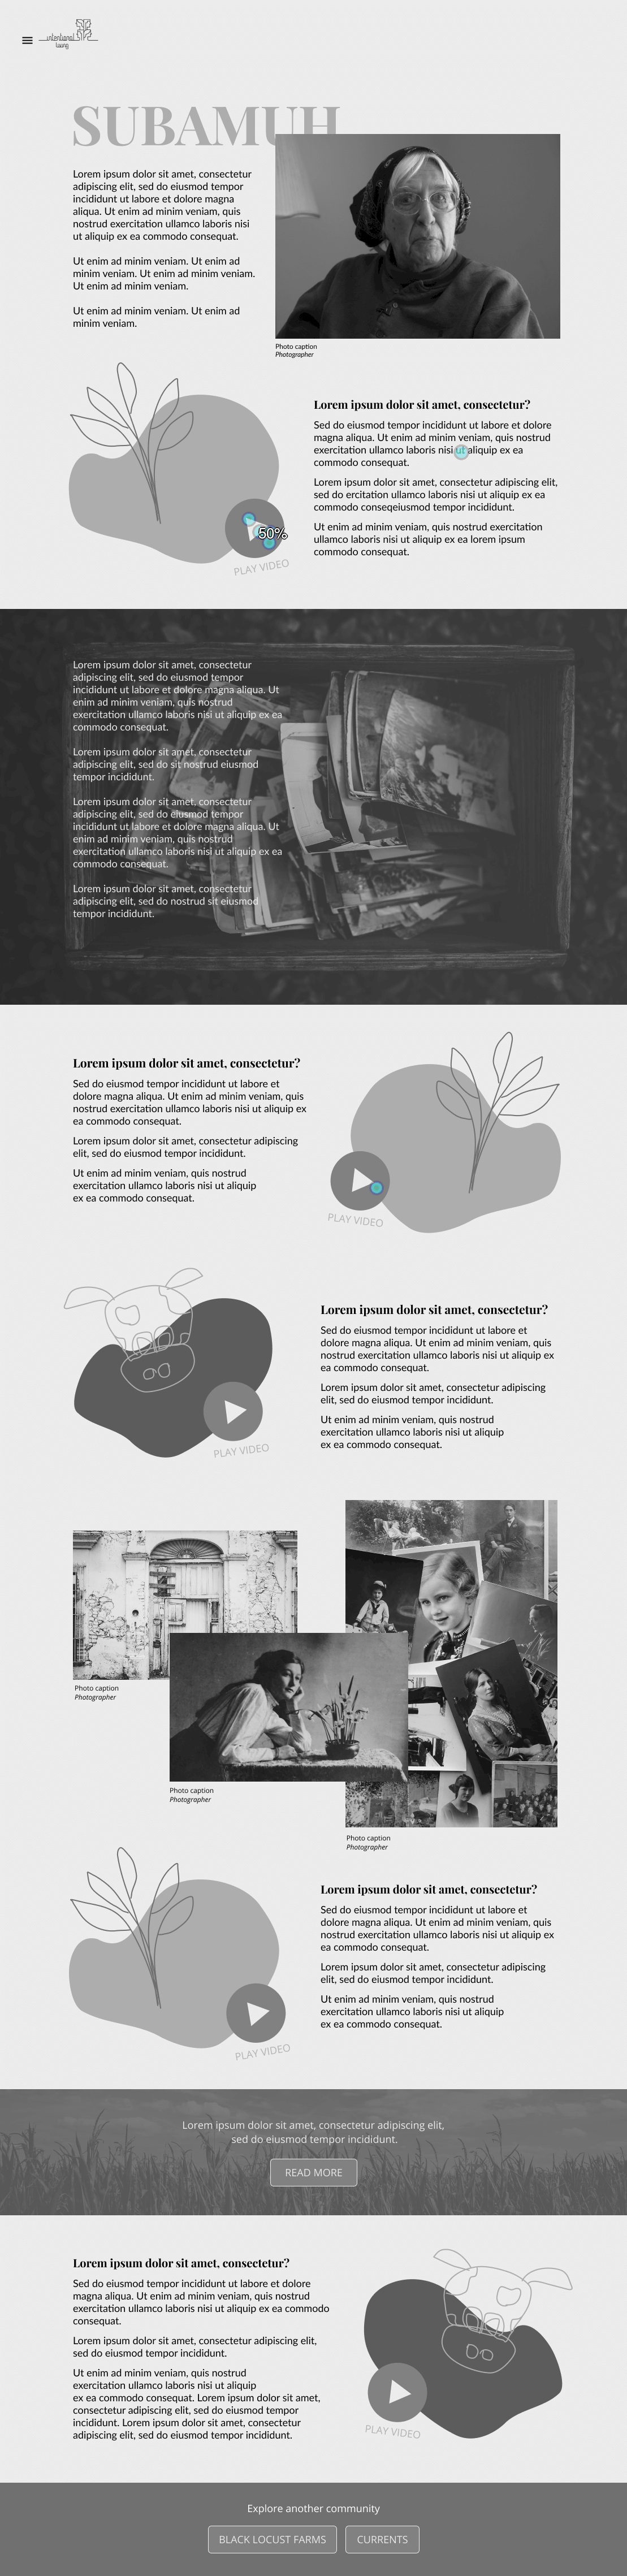 intentional
living
SUBAMUH
Lorem ipsum dolor sit amet, consectetur
adipiscing elit, sed do eiusmod tempor
incididunt ut labore et dolore magna
aliqua. Ut enim ad minim veniam, quis
nostrud exercitation ullamco laboris nisi
ut aliquip ex ea commodo consequat.
Ut enim ad minim veniam. Ut enim ad
minim veniam. Ut enim ad minim veniam.
Ut enim ad minim veniam.
Ut enim ad minim veniam. Ut enim ad
minim veniam.
Photo caption
Photographer
Lorem ipsum dolor sit amet, consectetur?
Sed do eiusmod tempor incididunt ut labore et dolore
magna aliqua. Ut enim ad minim veniam, quis nostrud
exercitation ullamco laboris nisi ut aliquip ex ea
commodo consequat.
Lorem ipsum dolor sit amet, consectetur adipiscing elit,
sed do ercitation ullamco laboris nisi ut aliquip ex ea
commodo conseqeiusmod tempor incididunt.
Ut enim ad minim veniam, quis nostrud exercitation
ullamco laboris nisi ut aliquip ex ea lorem ipsum
commodo consequat.
50%
PLAY VIDEO
Lorem ipsum dolor sit amet, consectetur
adipiscing elit, sed do eiusmod tempor
incididunt ut labore et dolore magna aliqua. Ut
enim ad minim veniam, quis nostrud
exercitation ullamco laboris nisi ut aliquip ex ea
commodo consequat.
Lorem ipsum dolor sit amet, consectetur
adipiscing elit, sed do sit nostrud eiusmod
tempor incididunt.
Lorem ipsum dolor sit amet, consectetur
adipiscing elit, sed do eiusmod tempor
incididunt ut labore et dolore magna aliqua. Ut
enim ad minim veniam, quis nostrud
exercitation ullamco laboris nisi ut aliquip ex ea
commodo consequat.
Lorem ipsum dolor sit amet, consectetur
adipiscing elit, sed do nostrud sit eiusmod
tempor incididunt.
Lorem ipsum dolor sit amet, consectetur?
Sed do eiusmod tempor incididunt ut labore et
dolore magna aliqua. Ut enim ad minim veniam, quis
nostrud exercitation ullamco laboris nisi ut aliquip ex
ea commodo consequat.
Lorem ipsum dolor sit amet, consectetur adipiscing
elit, sed do eiusmod tempor incididunt.
Ut enim ad minim veniam, quis nostrud
exercitation ullamco laboris nisi ut aliquip
ex ea commodo consequat.
PLAY VIDEO
Lorem ipsum dolor sit amet, consectetur?
Sed do eiusmod tempor incididunt ut labore et
dolore magna aliqua. Ut enim ad minim veniam, quis
nostrud exercitation ullamco laboris nisi ut aliquip ex
ea commodo consequat.
Lorem ipsum dolor sit amet, consectetur adipiscing
elit, sed do eiusmod tempor incididunt.
Ut enim ad minim veniam, quis nostrud
exercitation ullamco laboris nisi ut aliquip
ex ea commodo consequat.
PLAY VIDEO
Photo caption
Photographer
Photo caption
Photographer
Photo caption
Photographer
Lorem ipsum dolor sit amet, consectetur?
Sed do eiusmod tempor incididunt ut labore et
dolore magna aliqua. Ut enim ad minim veniam, quis
nostrud exercitation ullamco laboris nisi ut aliquip ex
ea commodo consequat.
Lorem ipsum dolor sit amet, consectetur adipiscing
elit, sed do eiusmod tempor incididunt.
Ut enim ad minim veniam, quis nostrud
exercitation ullamco laboris nisi ut aliquip
ex ea commodo consequat.
PLAY VIDEO
Lorem ipsum dolor sit amet, consectetur adipiscing elit,
sed do eiusmod tempor incididunt.
READ MORE
Lorem ipsum dolor sit amet, consectetur?
Sed do eiusmod tempor incididunt ut labore et dolore
magna aliqua. Ut enim ad minim veniam, quis nostrud
exercitation ullamco laboris nisi ut aliquip ex ea commodo
consequat.
Lorem ipsum dolor sit amet, consectetur adipiscing elit,
sed do eiusmod tempor incididunt.
Ut enim ad minim veniam, quis nostrud
exercitation ullamco laboris nisi ut aliquip
ex ea commodo consequat. Lorem ipsum dolor sit amet,
consectetur adipiscing elit, sed do eiusmod tempor
incididunt. Lorem ipsum dolor sit amet, consectetur
adipiscing elit, sed do eiusmod tempor incididunt.
PLAY VIDEO
Explore another community
BLACK LOCUST FARMS
CURRENTS